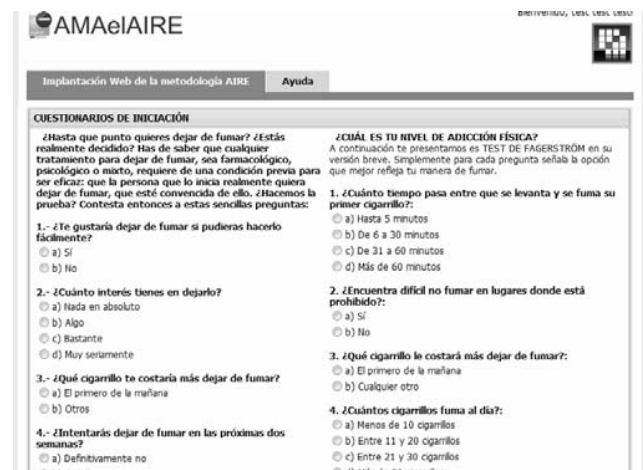 Bienvenido, test test test!
AMAelAIRE
Implantación Web de la metodología AIRE
Ayuda
CUESTIONARIOS DE INICIACIÓN
¿Hasta que punto quieres dejar de fumar? ¿Estás
realmente decidido? Has de saber que cualquier
tratamiento para dejar de fumar, sea farmacológico,
psicológico o mixto, requiere de una condición previa para
ser eficaz: que la persona que lo inicia realmente quiera
dejar de fumar, que esté convencida de ello. ¿Hacemos la
prueba? Contesta entonces a estas sencillas preguntas:
1.- ¿Te gustaría dejar de fumar si pudieras hacerlo
fácilmente?
a) Sí
b) No
2.- ¿Cuánto interés tienes en dejarlo?
a) Nada en absoluto
b) Algo
c) Bastante
d) Muy seriamente
3.- ¿Qué cigarrillo te costaría más dejar de fumar?
a) El primero de la mañana
b) Otros
4.- ¿Intentarás dejar de fumar en las próximas dos
semanas?
a) Definitivamente no
¿CUÁL ES TU NIVEL DE ADICCIÓN FÍSICA?
A continuación te presentamos es TEST DE FAGERSTRÖM en su
versión breve. Simplemente para cada pregunta señala la opción
que mejor refleja tu manera de fumar.
1. ¿Cuánto tiempo pasa entre que se levanta y se fuma su
primer cigarrillo?:
a) Hasta 5 minutos
b) De 6 a 30 minutos
c) De 31 a 60 minutos
d) Más de 60 minutos
2. ¿Encuentra difícil no fumar en lugares donde está
prohibido?:
a) Sí
b) No
3. ¿Qué cigarrillo le costará más dejar de fumar?:
a) El primero de la mañana
b) Cualquier otro
4. ¿Cuántos cigarrillos fuma al día?:
a) Menos de 10 cigarrillos
b) Entre 11 y 20 cigarrillos
c) Entre 21 y 30 cigarrillos